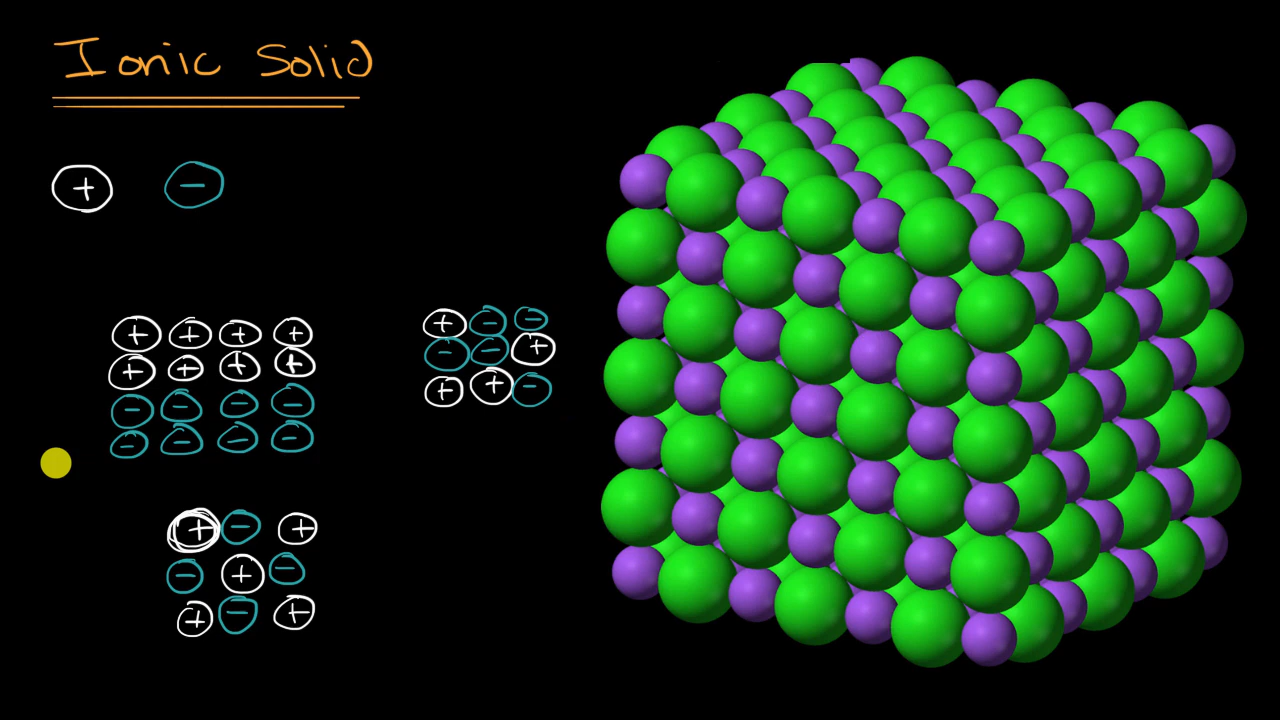 Ionic Solid
+ −
+ + + +
+ + + +
− − − −
− − − −
+ − −
− − +
+ + −
+ − +
− + −
+ − +